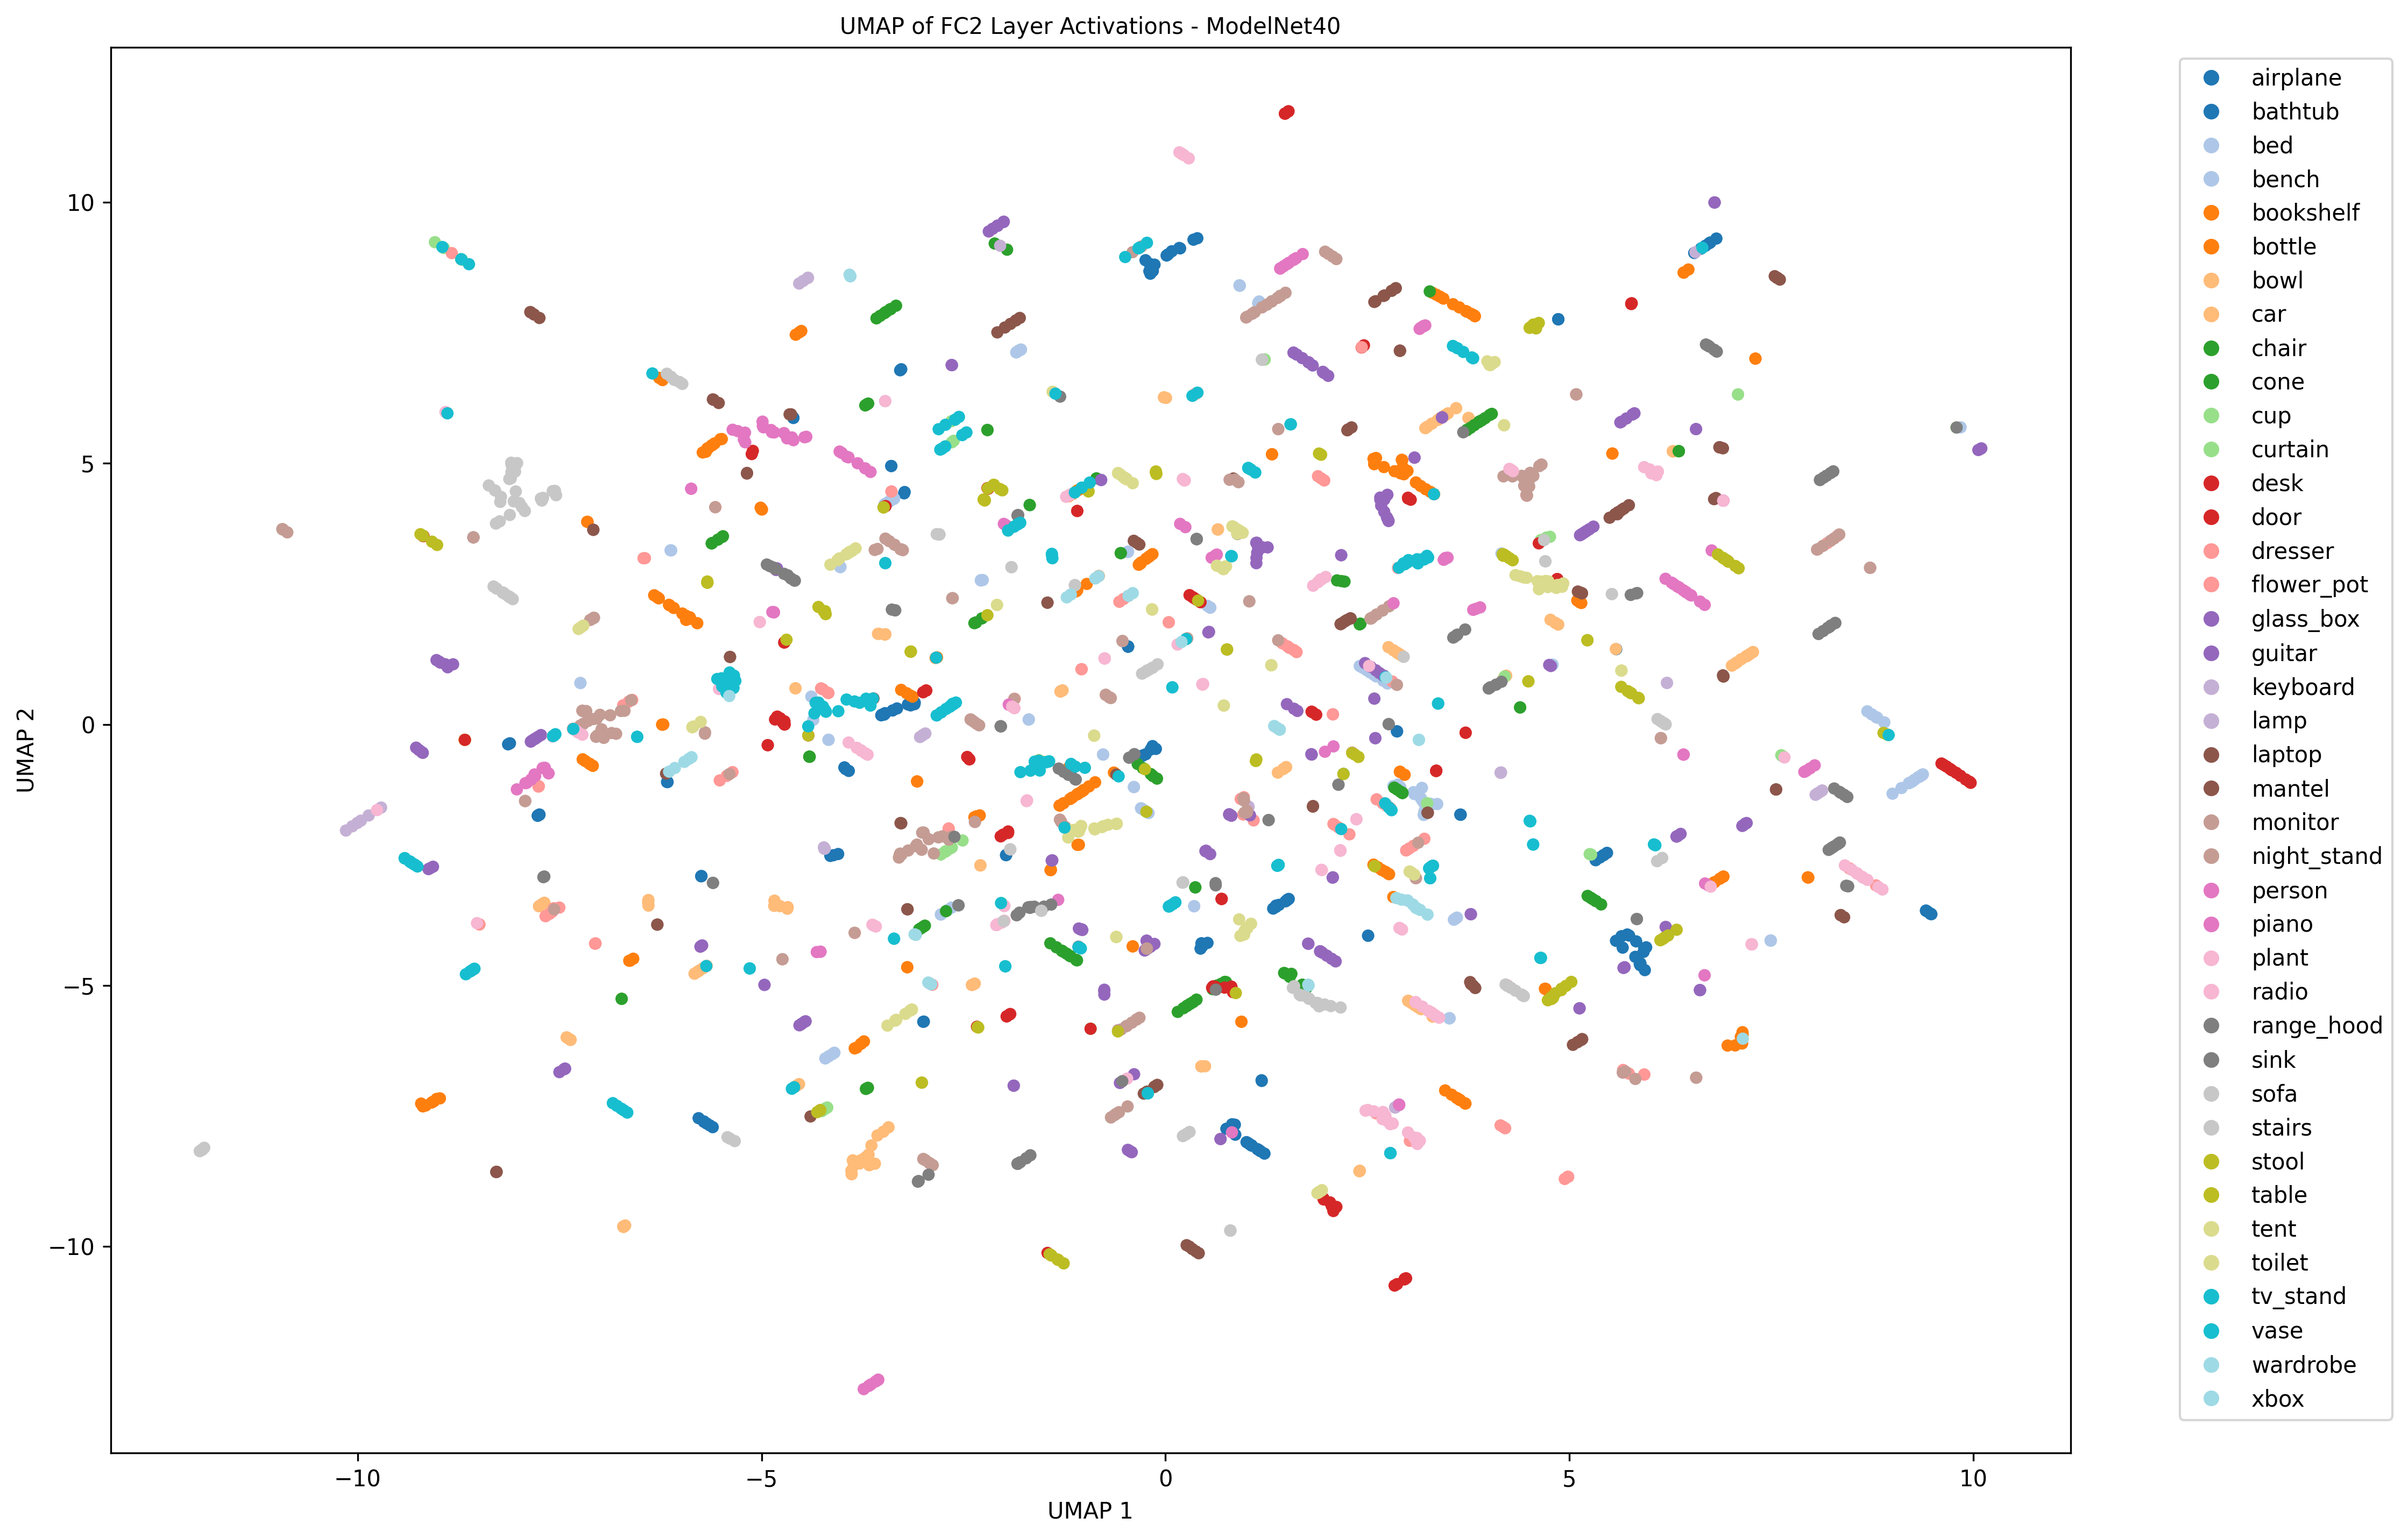 UMAP of FC2 Layer Activations - ModelNet40
10
5
0
−5
−10
UMAP 2
−10
−5
0
5
10
UMAP 1
airplane
bathtub
bed
bench
bookshelf
bottle
bowl
car
chair
cone
cup
curtain
desk
door
dresser
flower_pot
glass_box
guitar
keyboard
lamp
laptop
mantel
monitor
night_stand
person
piano
plant
radio
range_hood
sink
sofa
stairs
stool
table
tent
toilet
tv_stand
vase
wardrobe
xbox